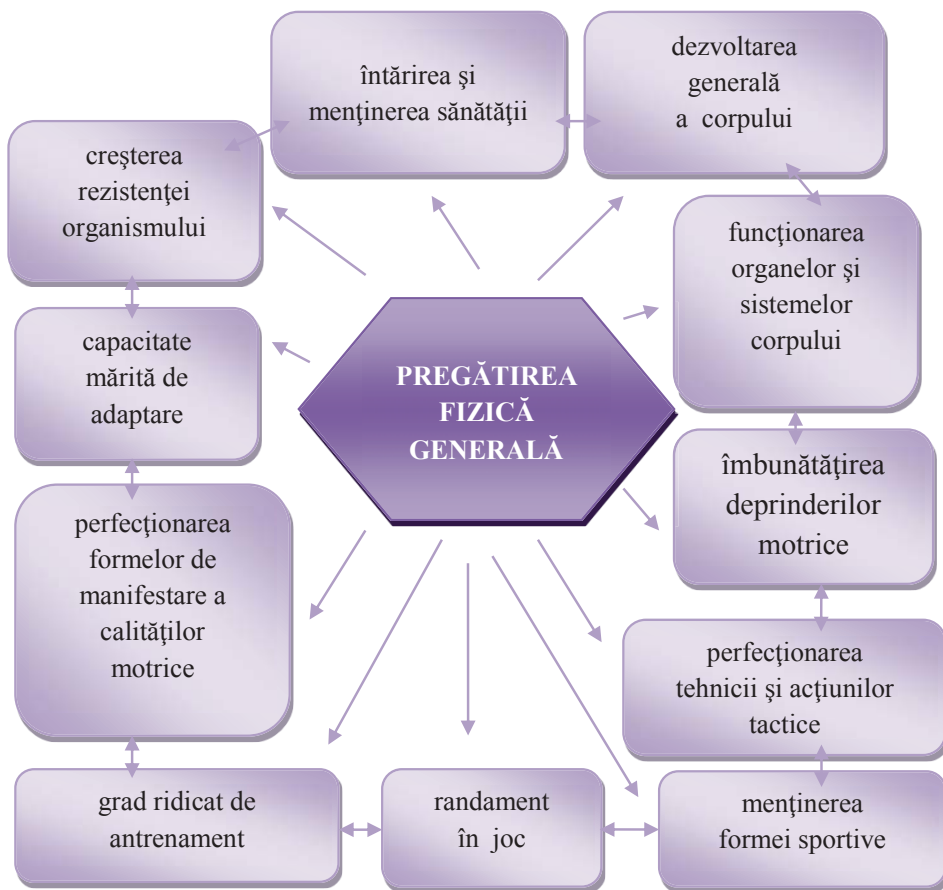 întărirea şi
menţinerea sănătăţii
dezvoltarea
generală
a corpului
creşterea
rezistenţei
organismului
funcţionarea
organelor şi
sistemelor
corpului
capacitate
mărită de
adaptare
PREGĂTIREA
FIZICĂ
GENERALĂ
îmbunătăţirea
deprinderilor
motrice
perfecţionarea
formelor de
manifestare a
calităţilor
motrice
perfecţionarea
tehnicii şi acţiunilor
tactice
grad ridicat de
antrenament
randament
în joc
menţinerea
formei sportive